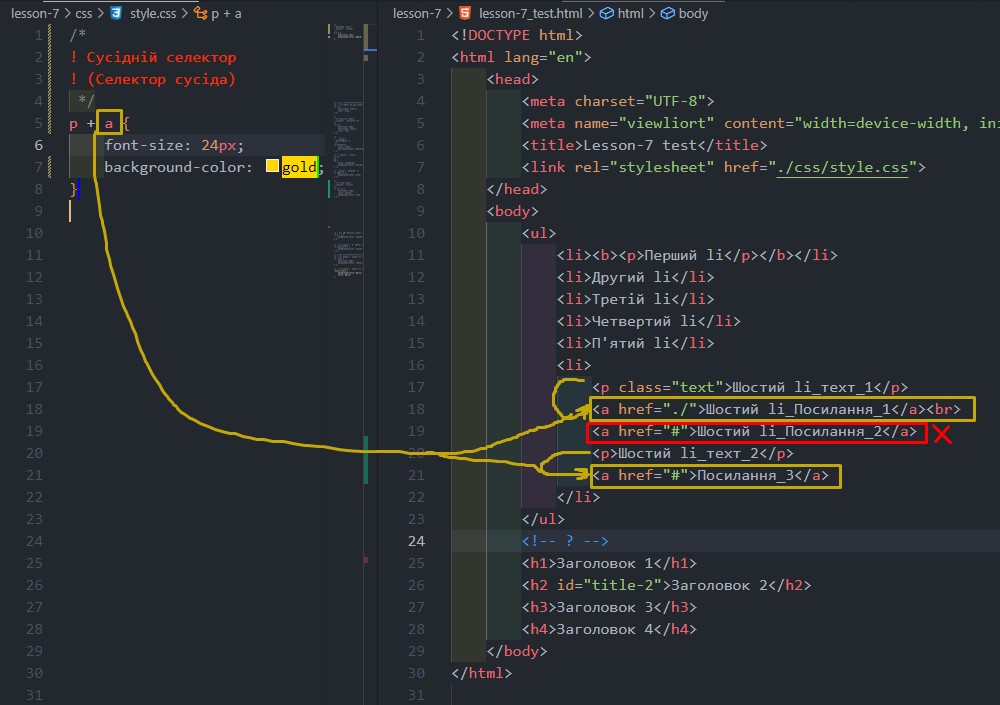 lesson-7 > css > style.css > p + a
1 /*
2 ! Сусідній селектор
3 ! (Селектор сусіда)
4 */
5 p + a {
6 font-size: 24px;
7 background-color: gold;
8 }
9
10
11
12
13
14
15
16
17
18
19
20
21
22
23
24
25
26
27
28
29
30
31
lesson-7 > lesson-7_test.html > html > body
1 <!DOCTYPE html>
2 <html lang="en">
3 <head>
4 <meta charset="UTF-8">
5 <meta name="viewliort" content="width=device-width, ini
6 <title>Lesson-7 test</title>
7 <link rel="stylesheet" href="./css/style.css">
8 </head>
9 <body>
10 <ul>
11 <li><b><p>Перший li</p></b></li>
12 <li>Другий li</li>
13 <li>Третій li</li>
14 <li>Четвертий li</li>
15 <li>П'ятий li</li>
16 <li>
17 <p class="text">Шостий li_техт_1</p>
18 <a href="./">Шостий li_Посилання_1</a><br>
19 <a href="#">Шостий li_Посилання_2</a>
20 <p>Шостий li_техт_2</p>
21 <a href="#">Посилання_3</a>
22 </li>
23 </ul>
24 <!-- ? -->
25 <h1>Заголовок 1</h1>
26 <h2 id="title-2">Заголовок 2</h2>
27 <h3>Заголовок 3</h3>
28 <h4>Заголовок 4</h4>
29 </body>
30 </html>
31